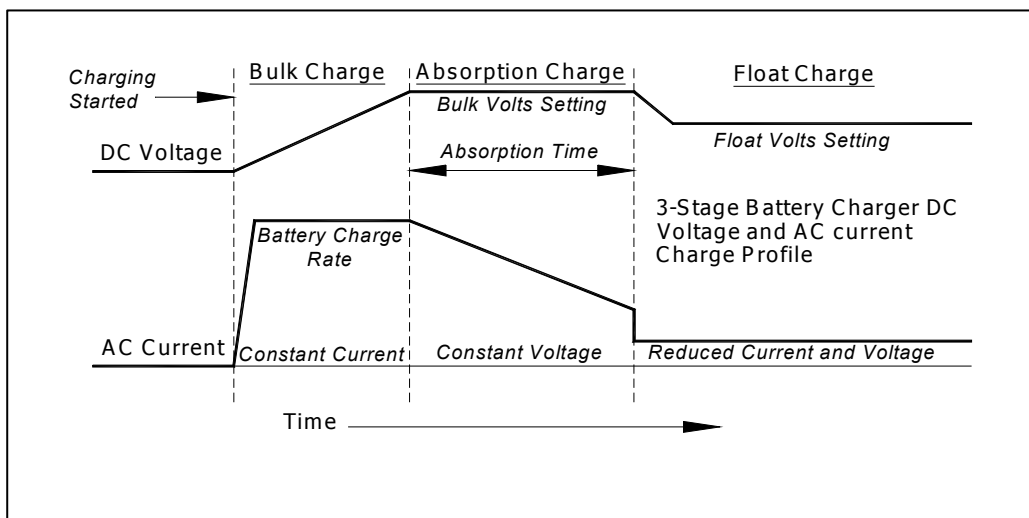 Charging
Started
Bulk Charge
Absorption Charge
Float Charge
Bulk Volts Setting
DC Voltage
Absorption Time
Float Volts Setting
3-Stage Battery Charger DC
Voltage and AC current
Charge Profile
Battery Charge
Rate
AC Current
Constant Current
Constant Voltage
Reduced Current and Voltage
Time